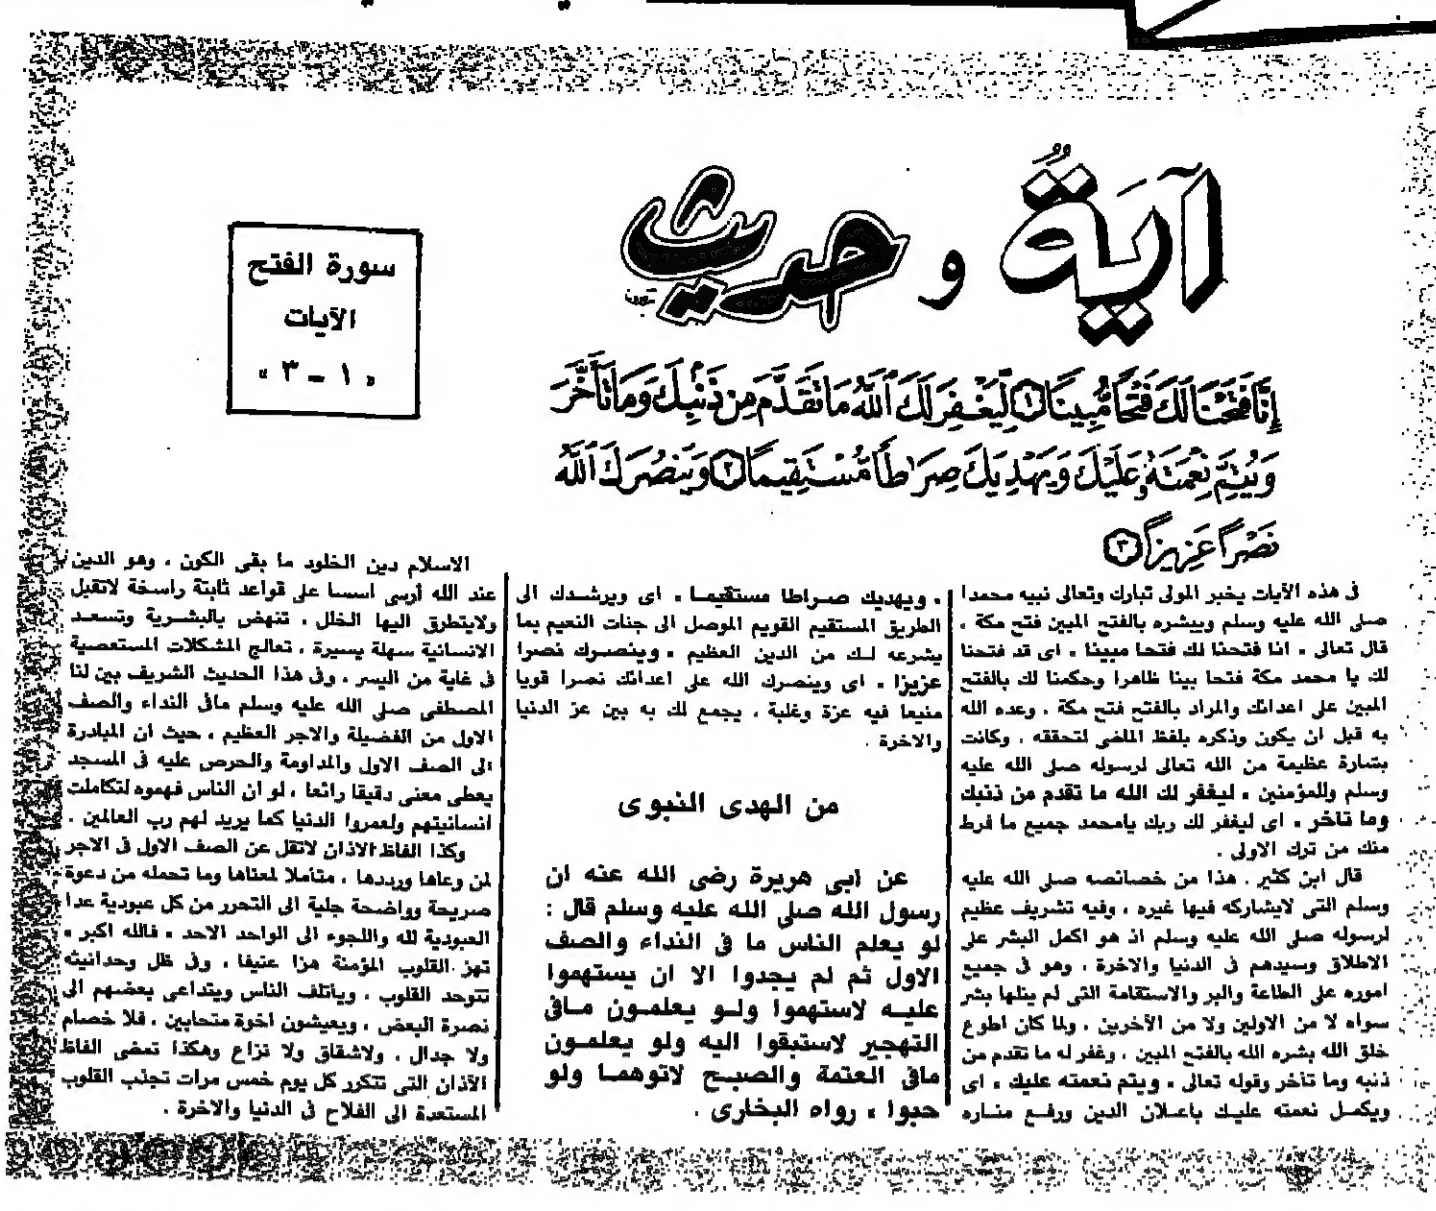 آيةٌ و حديث
سورة الفتح
الآيات
« ١ ــ ٣ »
إِنَّا فَتَحْنَا لَكَ فَتْحًا مُّبِينًا ١ لِّيَغْفِرَ لَكَ ٱللَّهُ مَا تَقَدَّمَ مِن ذَنۢبِكَ وَمَا تَأَخَّرَ
وَيُتِمَّ نِعْمَتَهُۥ عَلَيْكَ وَيَهْدِيَكَ صِرَٰطًا مُّسْتَقِيمًا ٢ وَيَنصُرَكَ ٱللَّهُ
نَصْرًا عَزِيزًا ٣
فى هذه الآيات يخبر المولى تبارك وتعالى نبيه محمدا
صلى الله عليه وسلم ويبشره بالفتح المبين فتح مكة .
قال تعالى « انا فتحنا لك فتحا مبينا » اى قد فتحنا
لك يا محمد مكة فتحا بينا ظاهرا وحكمنا لك بالفتح
المبين على اعدائك والمراد بالفتح فتح مكة ، وعده الله
به قبل ان يكون وذكره بلفظ الماضى لتحققه ، وكانت
بشارة عظيمة من الله تعالى لرسوله صلى الله عليه
وسلم وللمؤمنين « ليغفر لك الله ما تقدم من ذنبك
وما تاخر » اى ليغفر لك ربك يامحمد جميع ما فرط
منك من ترك الاولى .
قال ابن كثير . هذا من خصائصه صلى الله عليه
وسلم التى لايشاركه فيها غيره ، وفيه تشريف عظيم
لرسوله صلى الله عليه وسلم اذ هو اكمل البشر على
الاطلاق وسيدهم فى الدنيا والاخرة ، وهو فى جميع
اموره على الطاعة والبر والاستقامة التى لم ينلها بشر
سواه لا من الاولين ولا من الآخرين ، ولما كان اطوع
خلق الله بشره الله بالفتح المبين ، وغفر له ما تقدم من
ذنبه وما تاخر وقوله تعالى « ويتم نعمته عليك » اى
ويكمل نعمته عليك باعلان الدين ورفع مناره
« ويهديك صراطا مستقيما » اى ويرشدك الى
الطريق المستقيم القويم الموصل الى جنات النعيم بما
يشرعه لك من الدين العظيم « وينصرك نصرا
عزيزا » اى وينصرك الله على اعدائك نصرا قويا
منيعا فيه عزة وغلبة ، يجمع لك به بين عز الدنيا
والاخرة .
من الهدى النبوى
عن ابى هريرة رضى الله عنه ان
رسول الله صلى الله عليه وسلم قال :
لو يعلم الناس ما فى النداء والصف
الاول ثم لم يجدوا الا ان يستهموا
عليه لاستهموا ولو يعلمون مافى
التهجير لاستبقوا اليه ولو يعلمون
مافى العتمة والصبح لاتوهما ولو
حبوا » رواه البخارى .
الاسلام دين الخلود ما بقى الكون ، وهو الدين
عند الله أرسى اسسا على قواعد ثابتة راسخة لاتقبل
ولايتطرق اليها الخلل ، تنهض بالبشرية وتسعد
الانسانية سهلة يسيرة ، تعالج المشكلات المستعصية
فى غاية من اليسر ، وفى هذا الحديث الشريف بين لنا
المصطفى صلى الله عليه وسلم مافى النداء والصف
الاول من الفضيلة والاجر العظيم ، حيث ان المبادرة
الى الصف الاول والمداومة والحرص عليه فى المسجد
يعطى معنى دقيقا رائعا ، لو ان الناس فهموه لتكاملت
انسانيتهم ولعمروا الدنيا كما يريد لهم رب العالمين .
وكذا الفاظ الاذان لاتقل عن الصف الاول فى الاجر
لمن وعاها ورددها ، متأملا لمعناها وما تحمله من دعوة
صريحة وواضحة جلية الى التحرر من كل عبودية عدا
العبودية لله واللجوء الى الواحد الاحد « فالله اكبر »
تهز القلوب المؤمنة هزا عنيفا ، وفى ظل وحدانيته
تتوحد القلوب ، ويأتلف الناس ويتداعى بعضهم الى
نصرة البعض ، ويعيشون اخوة متحابين ، فلا خصام
ولا جدال ، ولاشقاق ولا نزاع وهكذا تمضى الفاظ
الآذان التى تتكرر كل يوم خمس مرات تجذب القلوب
المستعدة الى الفلاح فى الدنيا والاخرة .